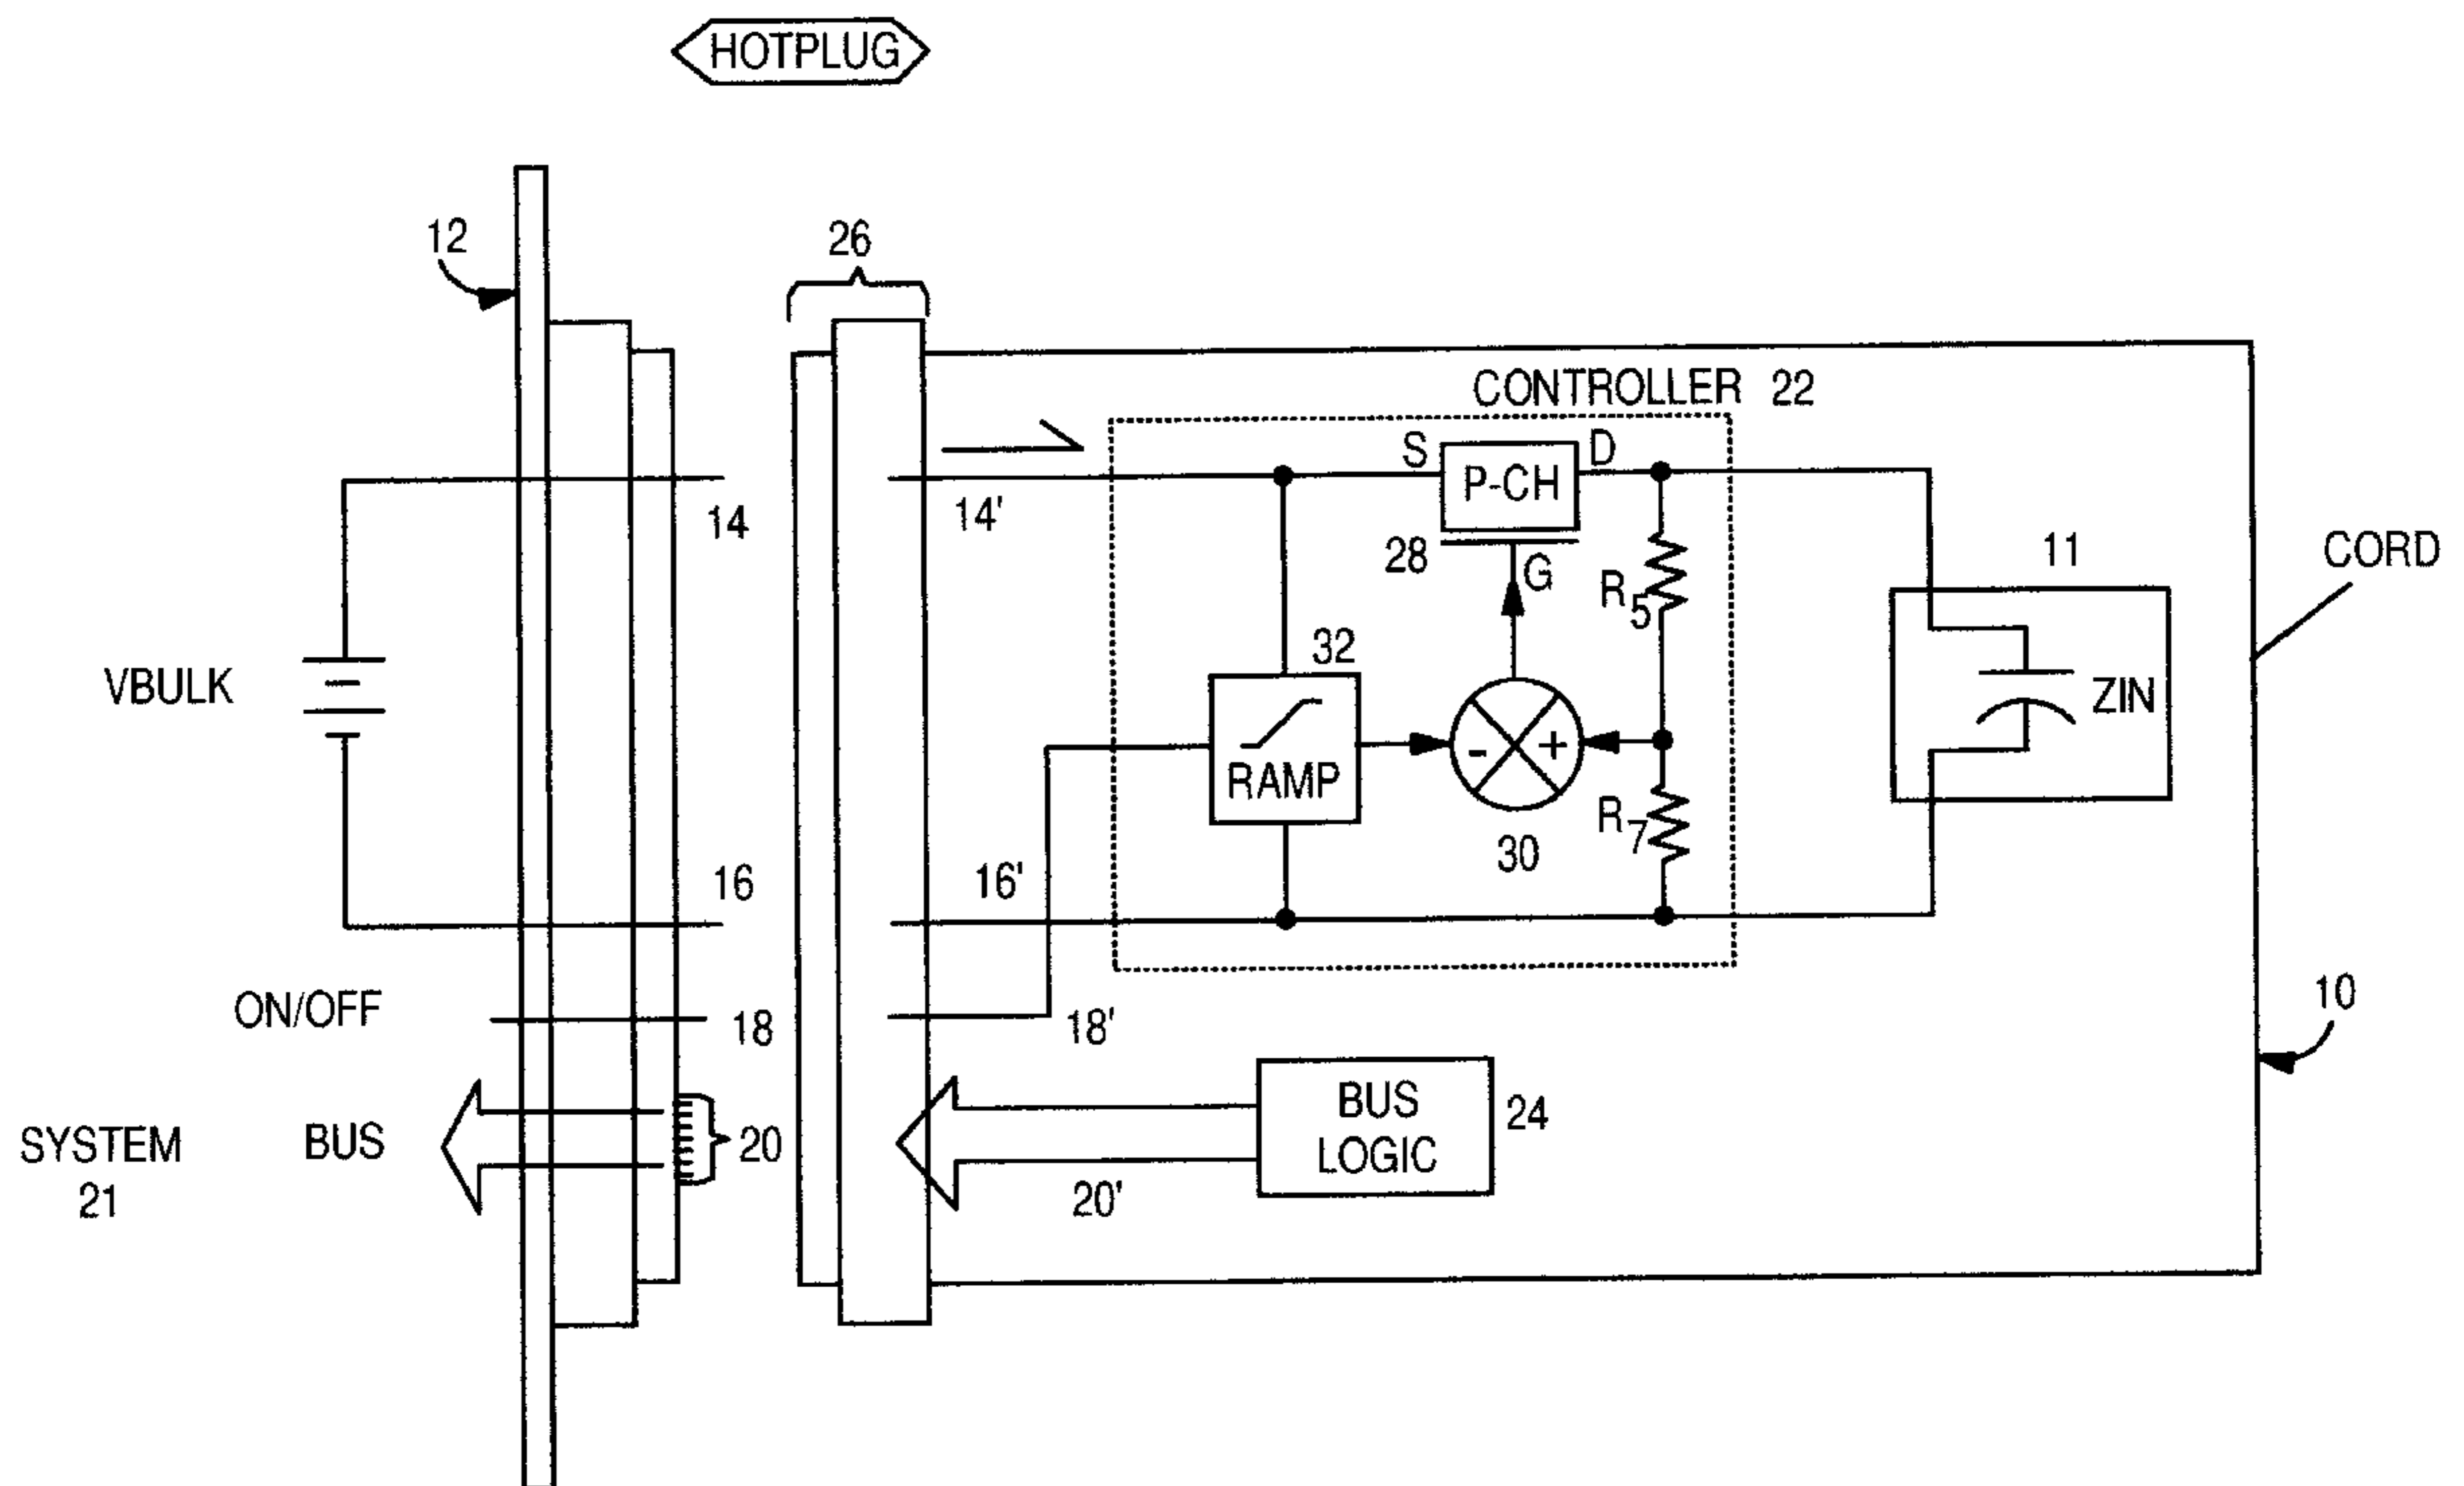 HOTPLUG
12
26
CONTROLLER 22
S
P-CH
D
14
14'
28
G
R5
11
CORD
VBULK
32
RAMP
-
+
ZIN
R7
30
16
16'
ON/OFF
18
18'
10
SYSTEM
21
BUS
20
20'
BUS
LOGIC
24